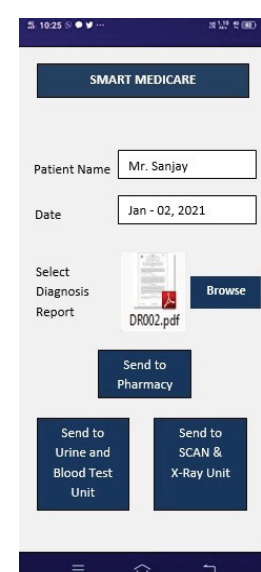 10:25
SMART MEDICARE
Patient Name Mr. Sanjay
Date Jan - 02, 2021
Select
Diagnosis
Report
Browse
DR002.pdf
Send to
Pharmacy
Send to
Urine and
Blood Test
Unit
Send to
SCAN &
X-Ray Unit